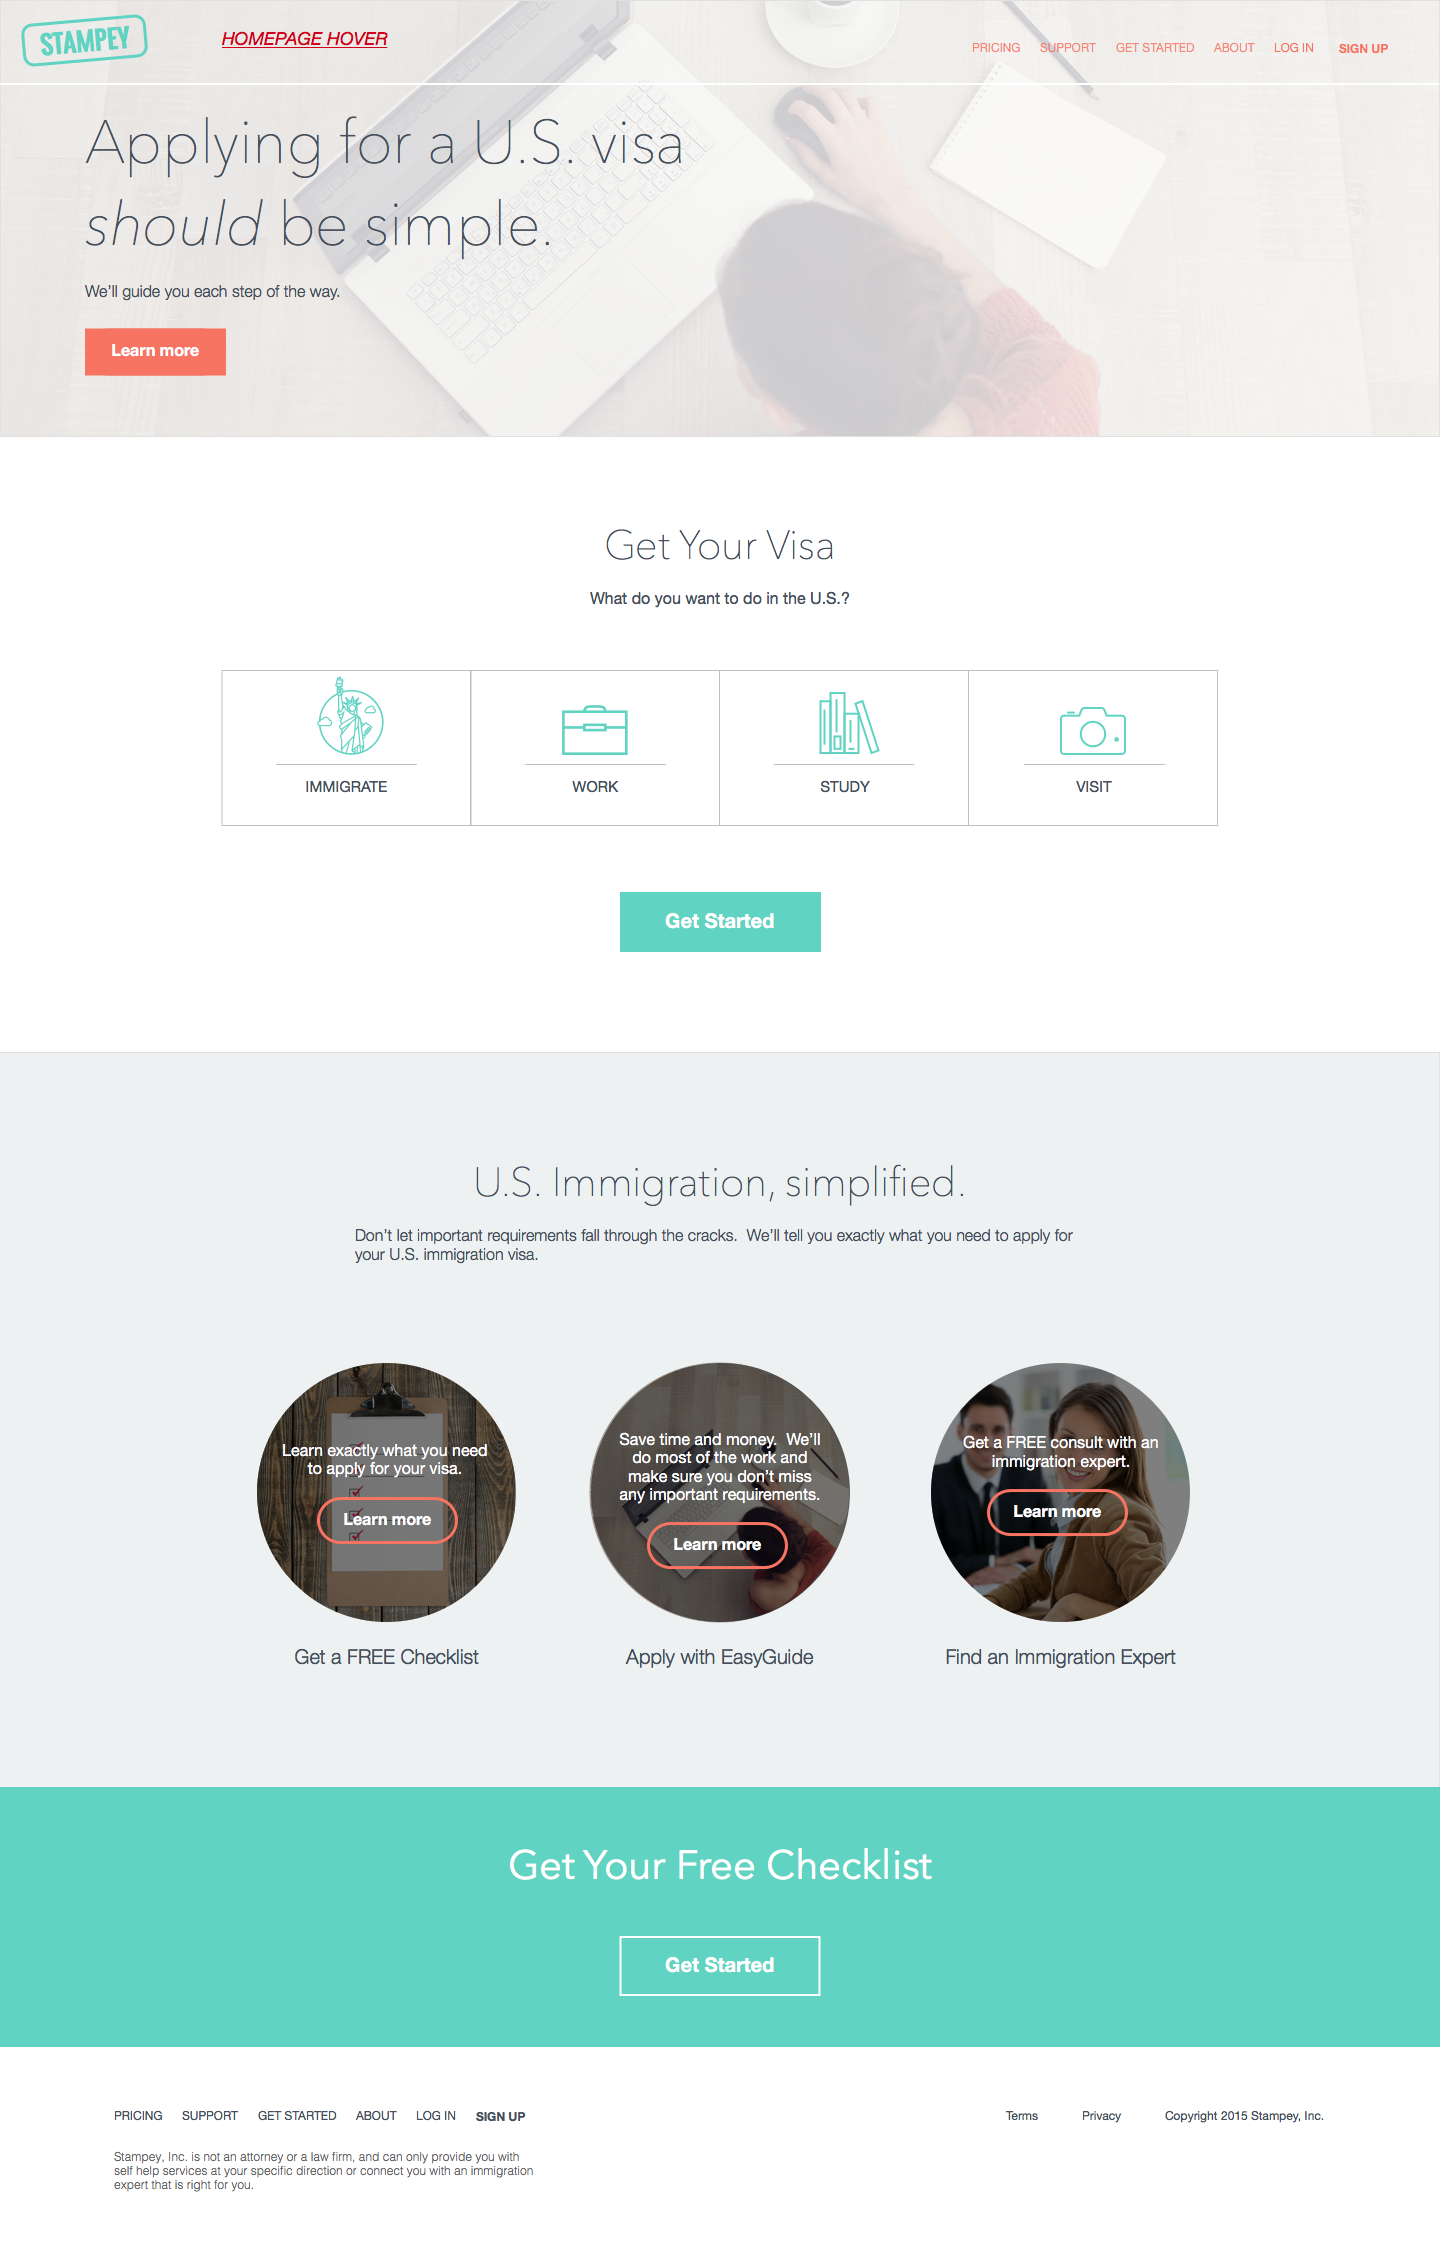 STAMPEY
HOMEPAGE HOVER
PRICING SUPPORT GET STARTED ABOUT LOG IN SIGN UP
Applying for a U.S. visa
should be simple.
We'll guide you each step of the way.
Learn more
Get Your Visa
What do you want to do in the U.S.?
IMMIGRATE WORK STUDY VISIT
Get Started
U.S. Immigration, simplified.
Don't let important requirements fall through the cracks. We'll tell you exactly what you need to apply for
your U.S. immigration visa.
Learn exactly what you need
to apply for your visa.
Learn more
Save time and money. We'll
do most of the work and
make sure you don't miss
any important requirements.
Learn more
Get a FREE consult with an
immigration expert.
Learn more
Get a FREE Checklist
Apply with EasyGuide
Find an Immigration Expert
Get Your Free Checklist
Get Started
PRICING SUPPORT GET STARTED ABOUT LOG IN SIGN UP
Terms Privacy Copyright 2015 Stampey, Inc.
Stampey, Inc. is not an attorney or a law firm, and can only provide you with
self help services at your specific direction or connect you with an immigration
expert that is right for you.